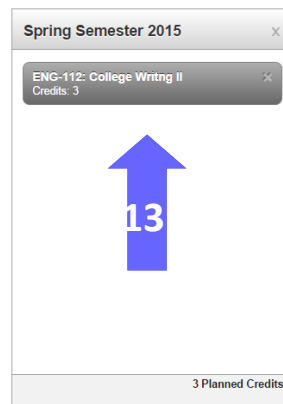 Spring Semester 2015 x
ENG-112: College Writng II ×
Credits: 3
13
3 Planned Credits